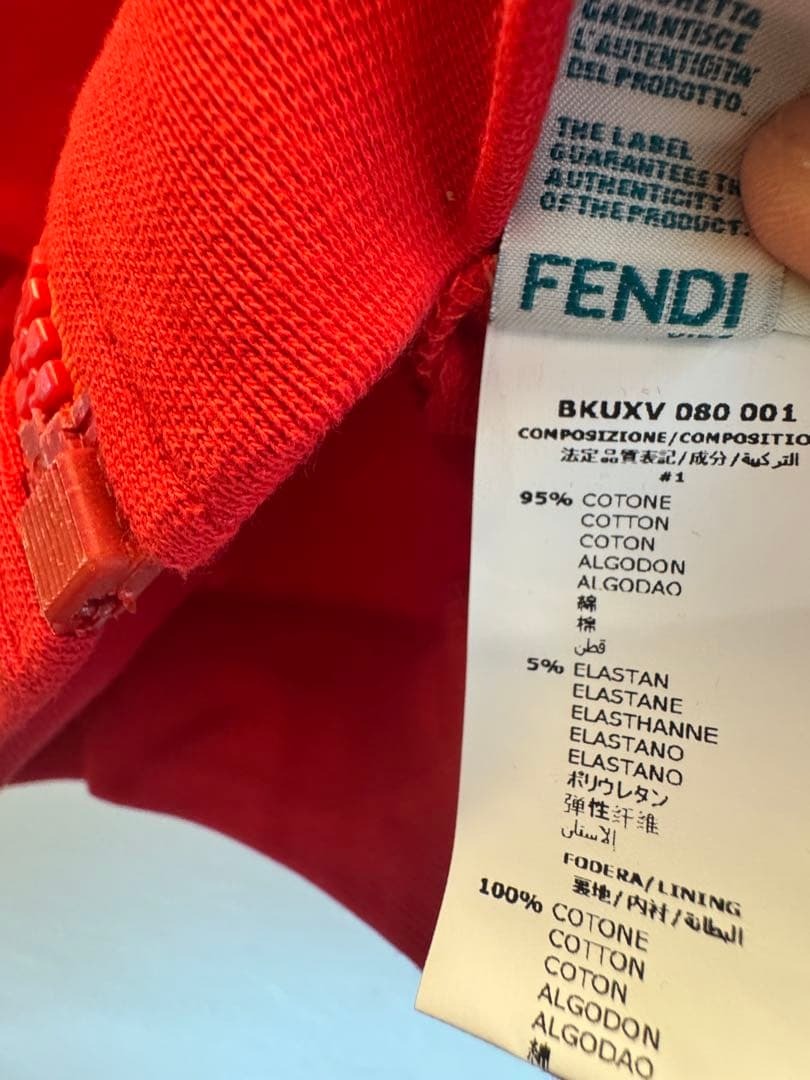 GARANTISCE
L'AUTENTICITA'
DEL PRODOTTO.
THE LABEL
GUARANTEES
AUTHENTICITY
OF THE PRODUCT.
FENDI
BKUXV 080 001
COMPOSIZIONE/COMPOSITIO
法定品質表記/成分/التركيبة
#1
95% COTONE
COTTON
COTON
ALGODON
ALGODAO
綿
棉
قطن
5% ELASTAN
ELASTANE
ELASTHANNE
ELASTANO
ELASTANO
ポリウレタン
弹性纤维
الاستان
FODERA/LINING
裏地/内衬/البطانة
100% COTONE
COTTON
COTON
ALGODON
ALGODAO
綿